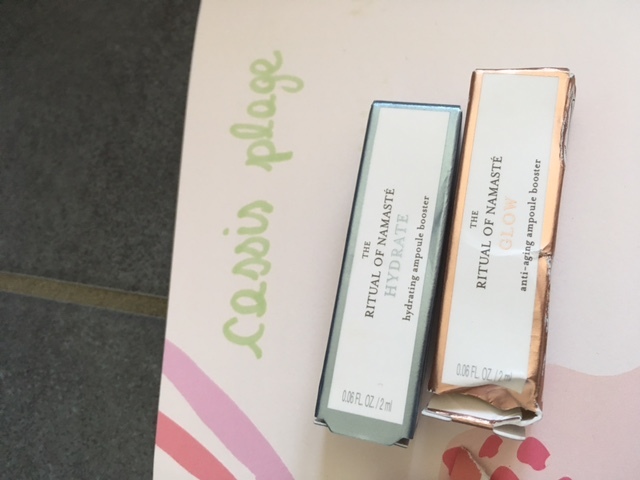 cassis plage
THE
RITUAL OF NAMASTÉ
HYDRATE
hydrating ampoule booster
0.06 FL. OZ. / 2 ml
THE
RITUAL OF NAMASTÉ
GLOW
anti-aging ampoule booster
0.06 FL. OZ. / 2 ml